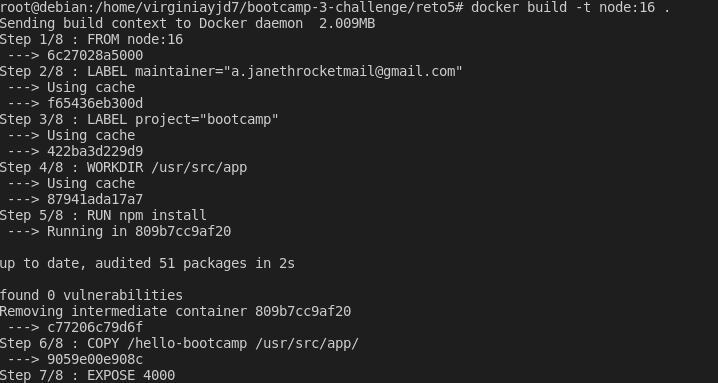 root@debian:/home/virginiayjd7/bootcamp-3-challenge/reto5# docker build -t node:16 .
Sending build context to Docker daemon  2.009MB
Step 1/8 : FROM node:16
 ---> 6c27028a5000
Step 2/8 : LABEL maintainer="a.janethrocketmail@gmail.com"
 ---> Using cache
 ---> f65436eb300d
Step 3/8 : LABEL project="bootcamp"
 ---> Using cache
 ---> 422ba3d229d9
Step 4/8 : WORKDIR /usr/src/app
 ---> Using cache
 ---> 87941ada17a7
Step 5/8 : RUN npm install
 ---> Running in 809b7cc9af20

up to date, audited 51 packages in 2s

found 0 vulnerabilities
Removing intermediate container 809b7cc9af20
 ---> c77206c79d6f
Step 6/8 : COPY /hello-bootcamp /usr/src/app/
 ---> 9059e00e908c
Step 7/8 : EXPOSE 4000